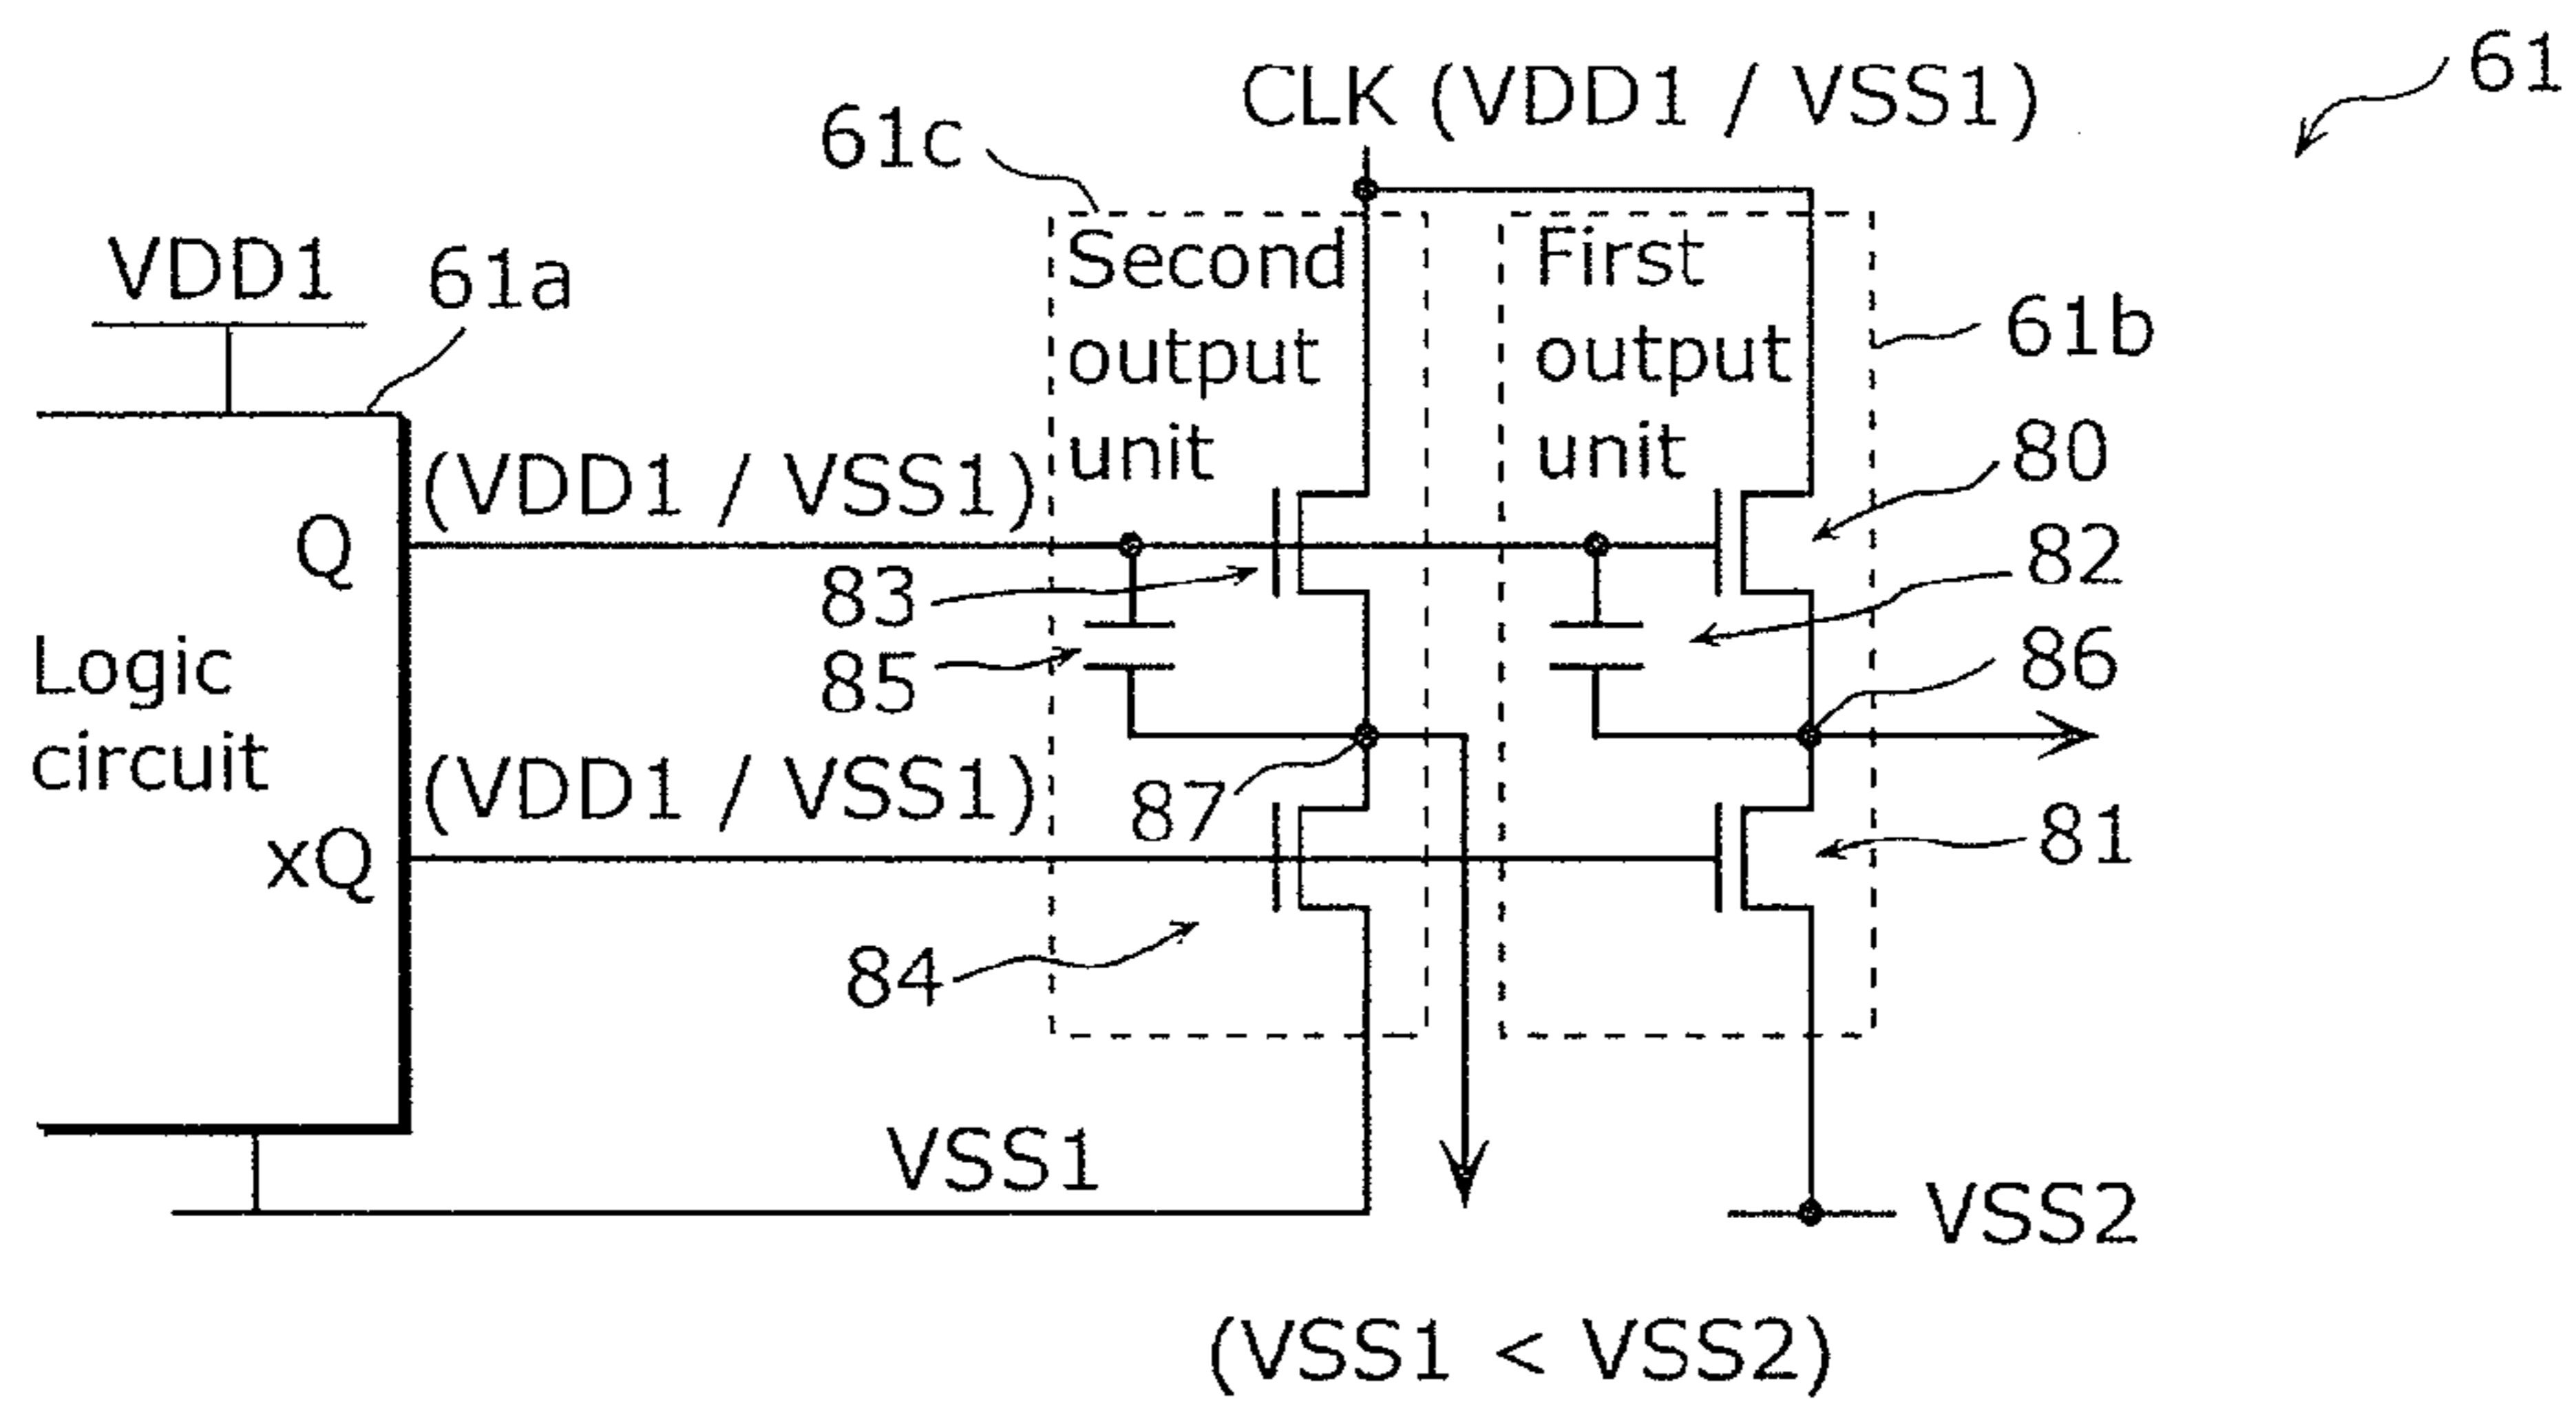 61
CLK (VDD1 / VSS1)
61c
VDD1
61a
Second
output
unit
First
output
unit
61b
(VDD1 / VSS1)
80
Q
82
83
85
86
Logic
circuit
(VDD1 / VSS1)
87
81
xQ
84
VSS1
VSS2
(VSS1 < VSS2)